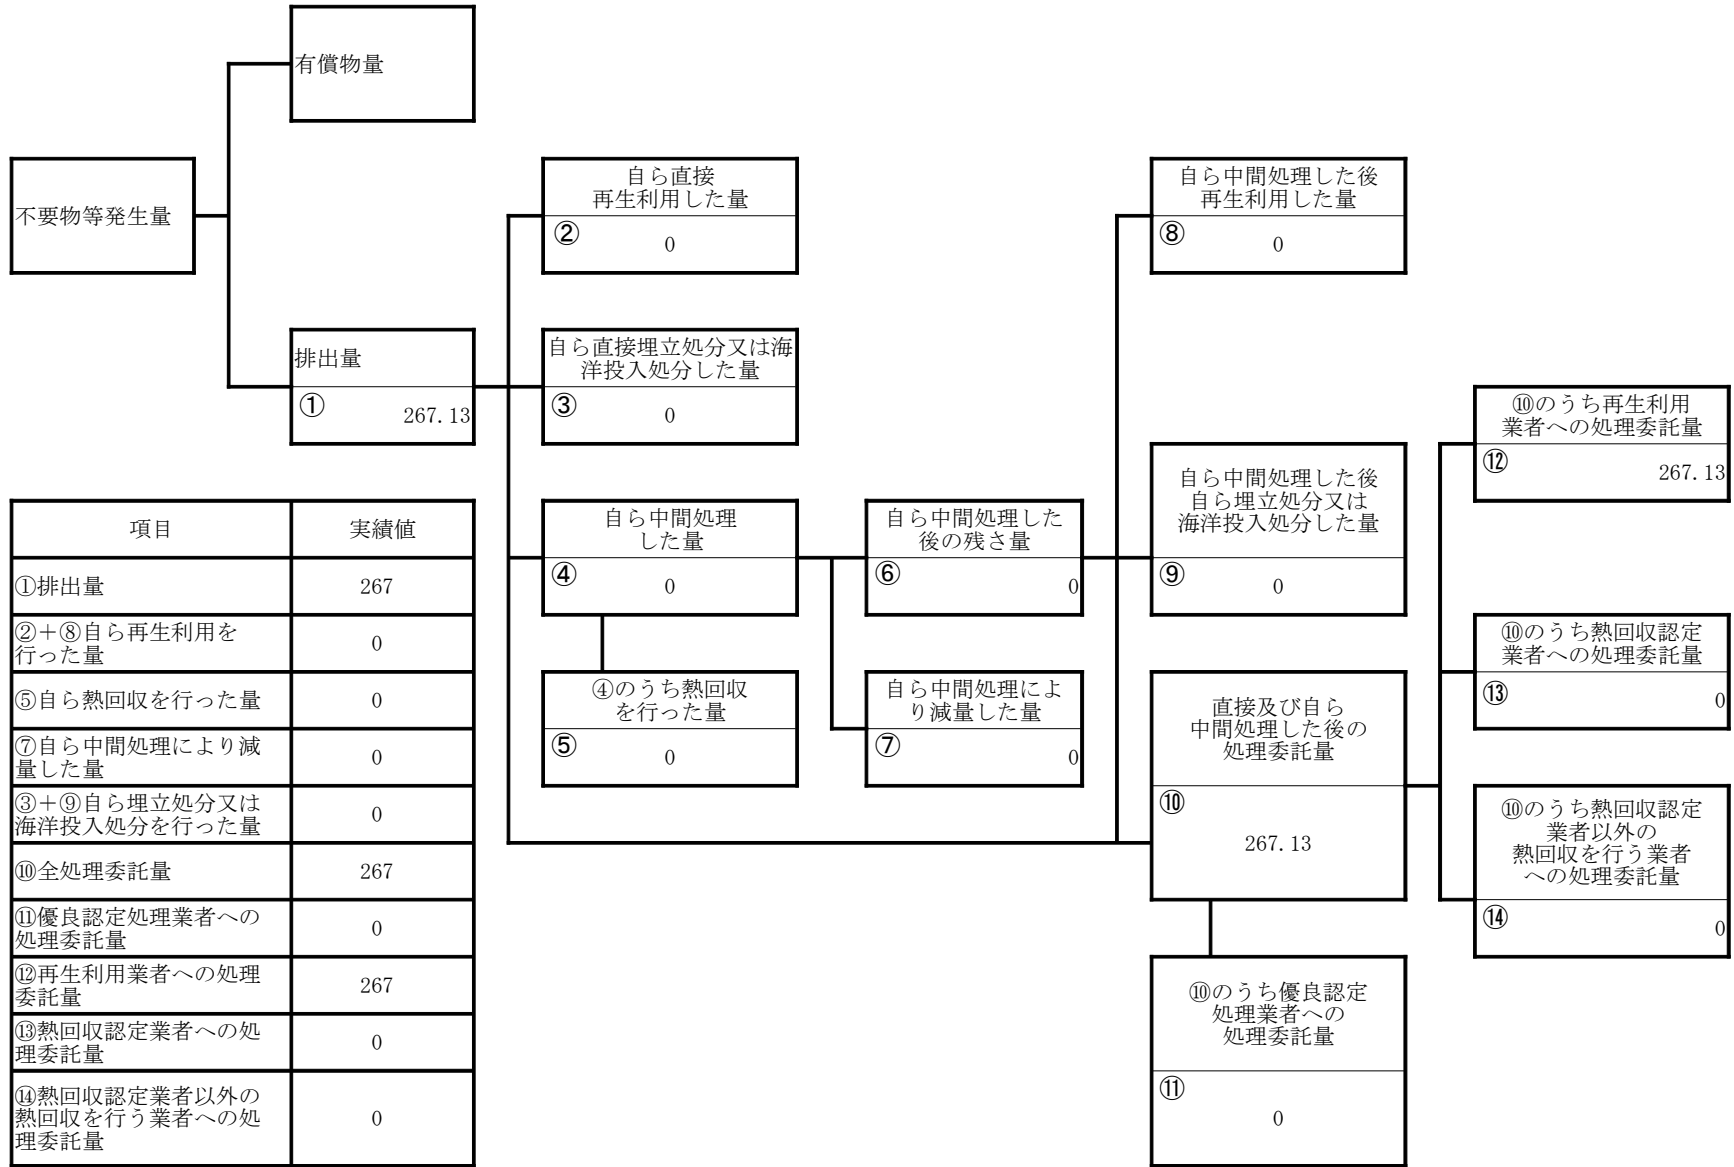 有償物量
不要物等発生量
自ら直接
再生利用した量
②
0
自ら中間処理した後
再生利用した量
⑧
0
排出量
①
267.13
自ら直接埋立処分又は海
洋投入処分した量
③
0
⑩のうち再生利用
業者への処理委託量
⑫
267.13
自ら中間処理
した量
④
0
自ら中間処理した
後の残さ量
⑥
0
自ら中間処理した後
自ら埋立処分又は
海洋投入処分した量
⑨
0
⑩のうち熱回収認定
業者への処理委託量
⑬
0
④のうち熱回収
を行った量
⑤
0
自ら中間処理によ
り減量した量
⑦
0
直接及び自ら
中間処理した後の
処理委託量
⑩
267.13
⑩のうち熱回収認定
業者以外の
熱回収を行う業者
への処理委託量
⑭
0
⑩のうち優良認定
処理業者への
処理委託量
⑪
0
項目 実績値
①排出量 267
②＋⑧自ら再生利用を
行った量 0
⑤自ら熱回収を行った量 0
⑦自ら中間処理により減
量した量 0
③＋⑨自ら埋立処分又は
海洋投入処分を行った量 0
⑩全処理委託量 267
⑪優良認定処理業者への
処理委託量 0
⑫再生利用業者への処理
委託量 267
⑬熱回収認定業者への処
理委託量 0
⑭熱回収認定業者以外の
熱回収を行う業者への処
理委託量 0